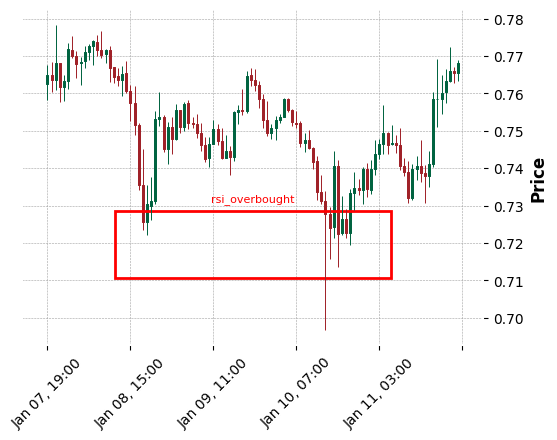 0.78
0.77
0.76
0.75
0.74
0.73
rsi_overbought
0.72
0.71
0.70
Price
Jan 07, 19:00
Jan 08, 15:00
Jan 09, 11:00
Jan 10, 07:00
Jan 11, 03:00